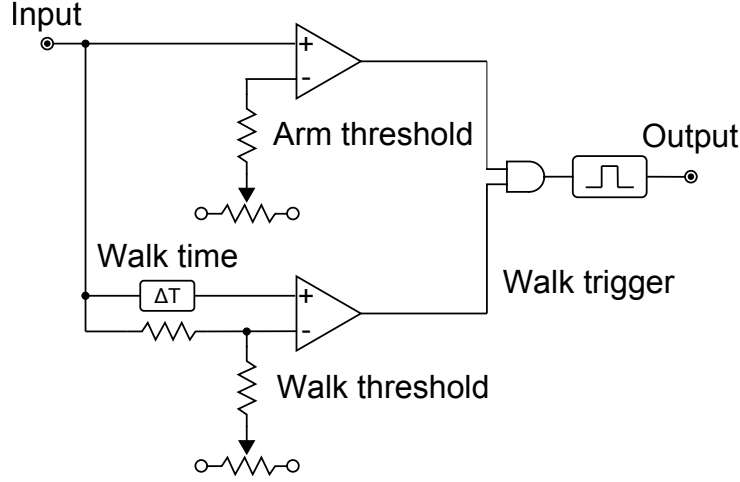 Input
+
-
Arm threshold
Output
Walk time
ΔT
+
-
Walk trigger
Walk threshold